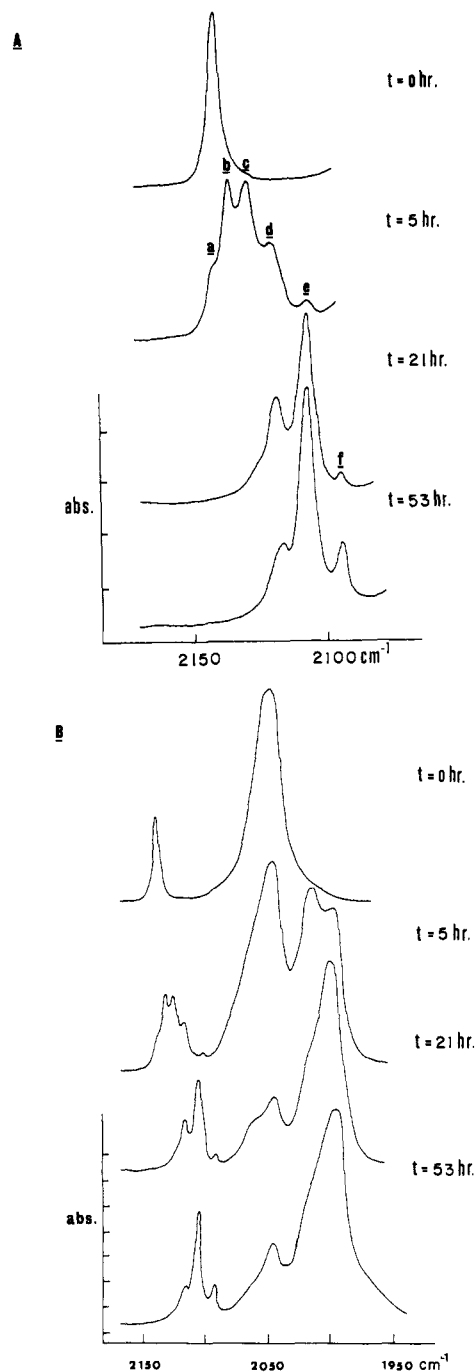 A
t = 0 hr.
b c
t = 5 hr.
a
d
e
t = 21 hr.
f
t = 53 hr.
abs.
2150 2100 cm⁻¹
B
t = 0 hr.
t = 5 hr.
t = 21 hr.
t = 53 hr.
abs.
2150 2050 1950 cm⁻¹